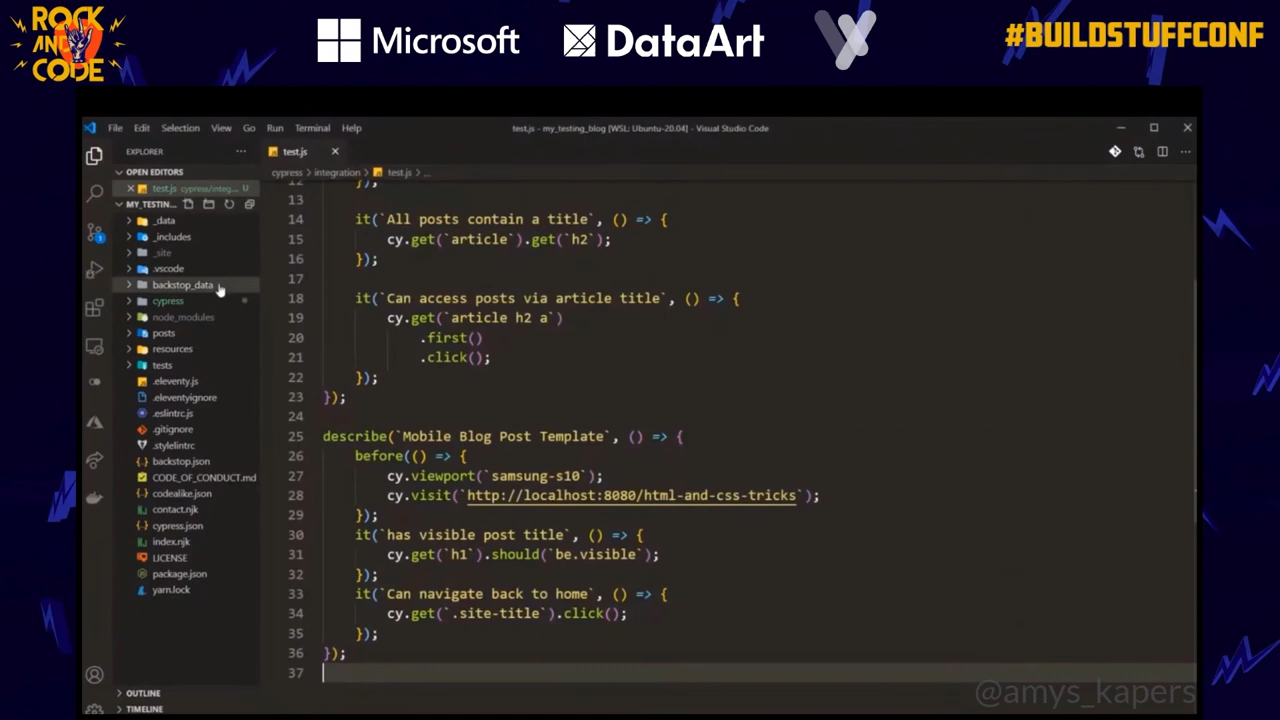 ROCK
AND
CODE
Microsoft
DataArt
#BUILDSTUFFCONF
File Edit Selection View Go Run Terminal Help
test.js - my_testing_blog [WSL: Ubuntu-20.04] - Visual Studio Code
EXPLORER
test.js
OPEN EDITORS
cypress > integration > test.js > ...
test.js cypress/integ... U
MY_TESTIN...
_data
_includes
_site
.vscode
backstop_data
cypress
node_modules
posts
resources
tests
.eleventy.js
.eleventyignore
.eslintrc.js
.gitignore
.stylelintrc
backstop.json
CODE_OF_CONDUCT.md
codealike.json
contact.njk
cypress.json
index.njk
LICENSE
package.json
yarn.lock
OUTLINE
TIMELINE
12 });
13
14 it(`All posts contain a title`, () => {
15 cy.get(`article`).get(`h2`);
16 });
17
18 it(`Can access posts via article title`, () => {
19 cy.get(`article h2 a`)
20 .first()
21 .click();
22 });
23 });
24
25 describe(`Mobile Blog Post Template`, () => {
26 before(() => {
27 cy.viewport(`samsung-s10`);
28 cy.visit(`http://localhost:8080/html-and-css-tricks`);
29 });
30 it(`has visible post title`, () => {
31 cy.get(`h1`).should(`be.visible`);
32 });
33 it(`Can navigate back to home`, () => {
34 cy.get(`.site-title`).click();
35 });
36 });
37
@amys_kapers